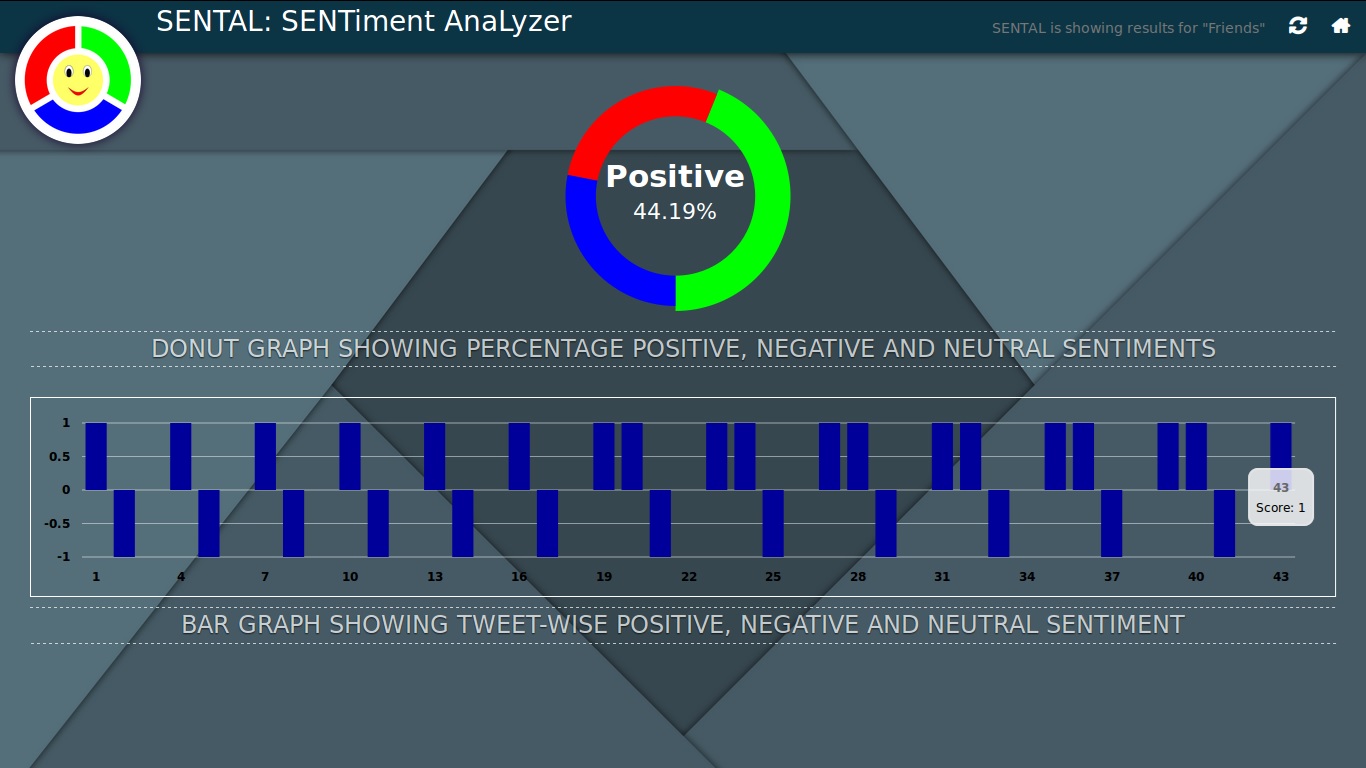 SENTAL: SENTiment AnaLyzer
SENTAL is showing results for "Friends"
Positive
44.19%
DONUT GRAPH SHOWING PERCENTAGE POSITIVE, NEGATIVE AND NEUTRAL SENTIMENTS
1
0.5
0
-0.5
-1
43
Score: 1
1 4 7 10 13 16 19 22 25 28 31 34 37 40 43
BAR GRAPH SHOWING TWEET-WISE POSITIVE, NEGATIVE AND NEUTRAL SENTIMENT